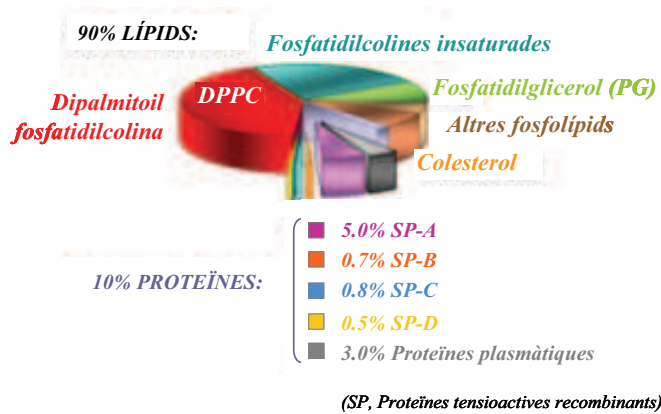 90% LÍPIDS:
Fosfatidilcolines insaturades
DPPC
Fosfatidilglicerol (PG)
Dipalmitoil
fosfatidilcolina
Altres fosfolípids
Colesterol
10% PROTEÏNES:
5.0% SP-A
0.7% SP-B
0.8% SP-C
0.5% SP-D
3.0% Proteïnes plasmàtiques
(SP, Proteïnes tensioactives recombinants)